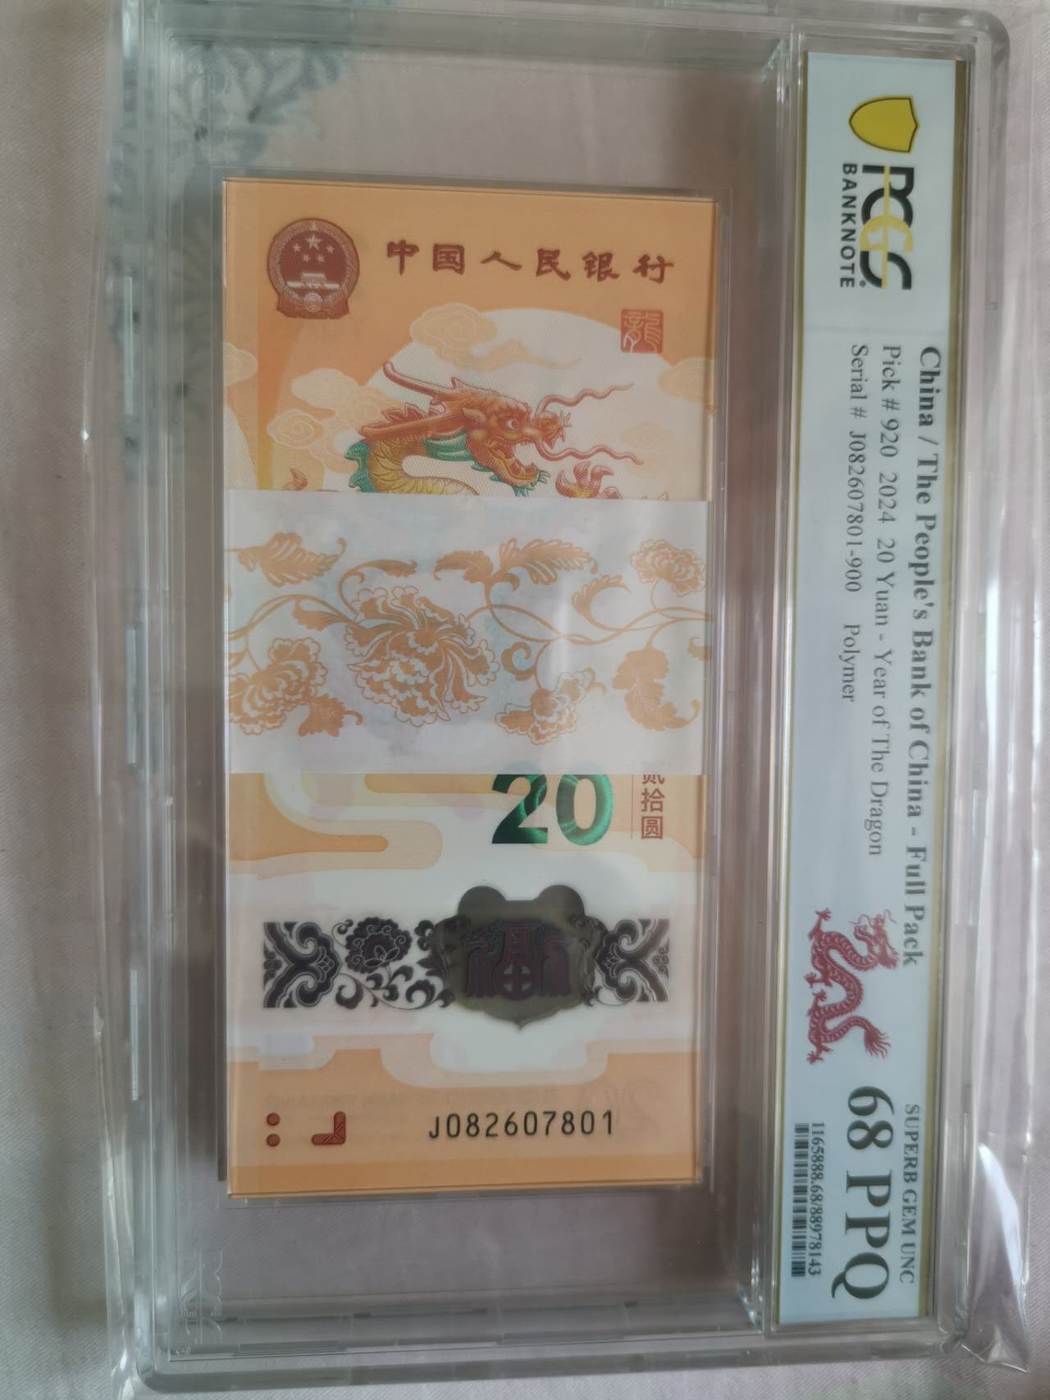 PCGS
BANKNOTE
China / The People's Bank of China - Full Pack
Pick # 920 2024 20 Yuan - Year of The Dragon
Serial # J082607801-900 Polymer
SUPERB GEM UNC
68 PPQ
1165888.68/88978143
中国人民银行
龍
20
贰拾圆
J082607801